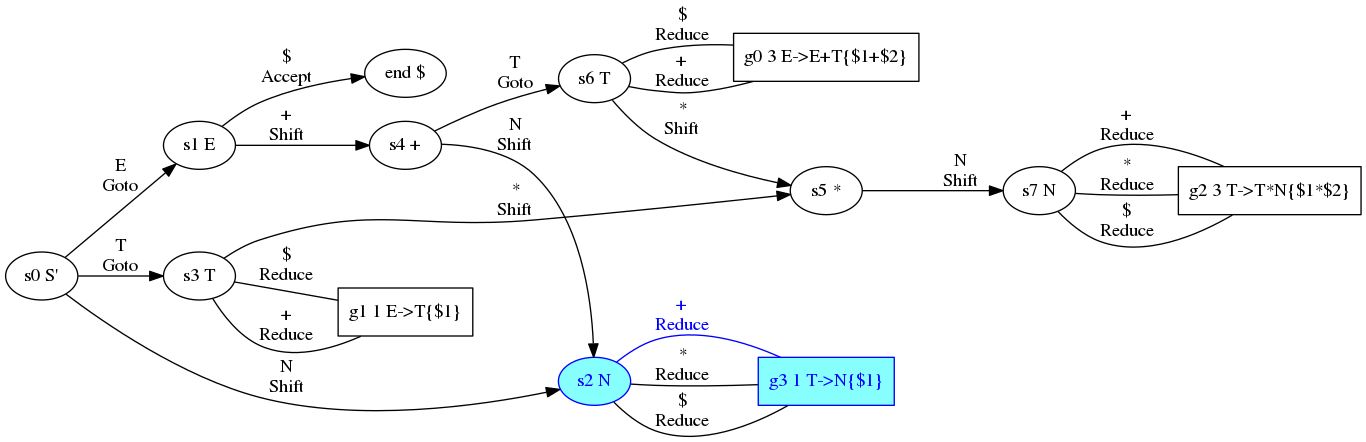 $
Reduce
g0 3 E->E+T{$1+$2}
+
Reduce
$
Accept
end $
T
Goto
s6 T
*
Shift
+
Shift
s1 E
s4 +
N
Shift
+
Reduce
*
Reduce
$
Reduce
g2 3 T->T*N{$1*$2}
N
Shift
s5 *
s7 N
E
Goto
*
Shift
T
Goto
s0 S'
s3 T
$
Reduce
+
Reduce
g1 1 E->T{$1}
N
Shift
+
Reduce
*
Reduce
$
Reduce
s2 N
g3 1 T->N{$1}